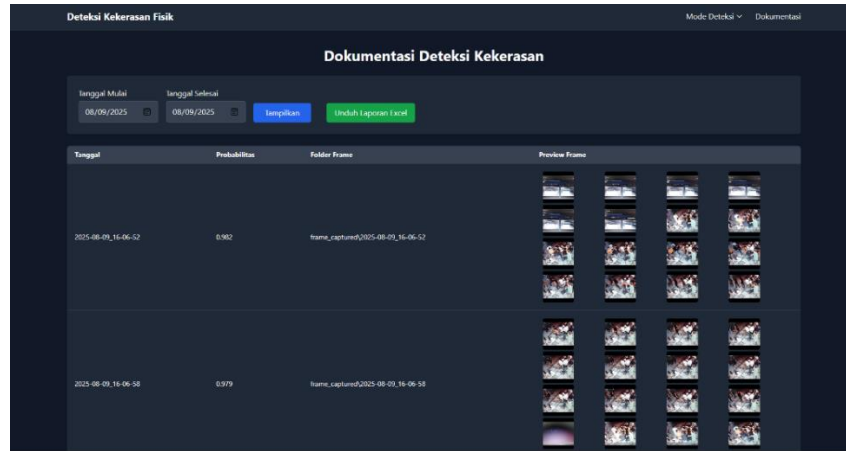 Deteksi Kekerasan Fisik
Mode Deteksi
Dokumentasi
Dokumentasi Deteksi Kekerasan
Tanggal Mulai
Tanggal Selesai
08/09/2025
08/09/2025
Tampilkan
Unduh Laporan Excel
Tanggal Probabilitas Folder Frame Preview Frame
2025-08-09_16-06-52 0.982 frame_captured\2025-08-09_16-06-52
2025-08-09_16-06-58 0.979 frame_captured\2025-08-09_16-06-58